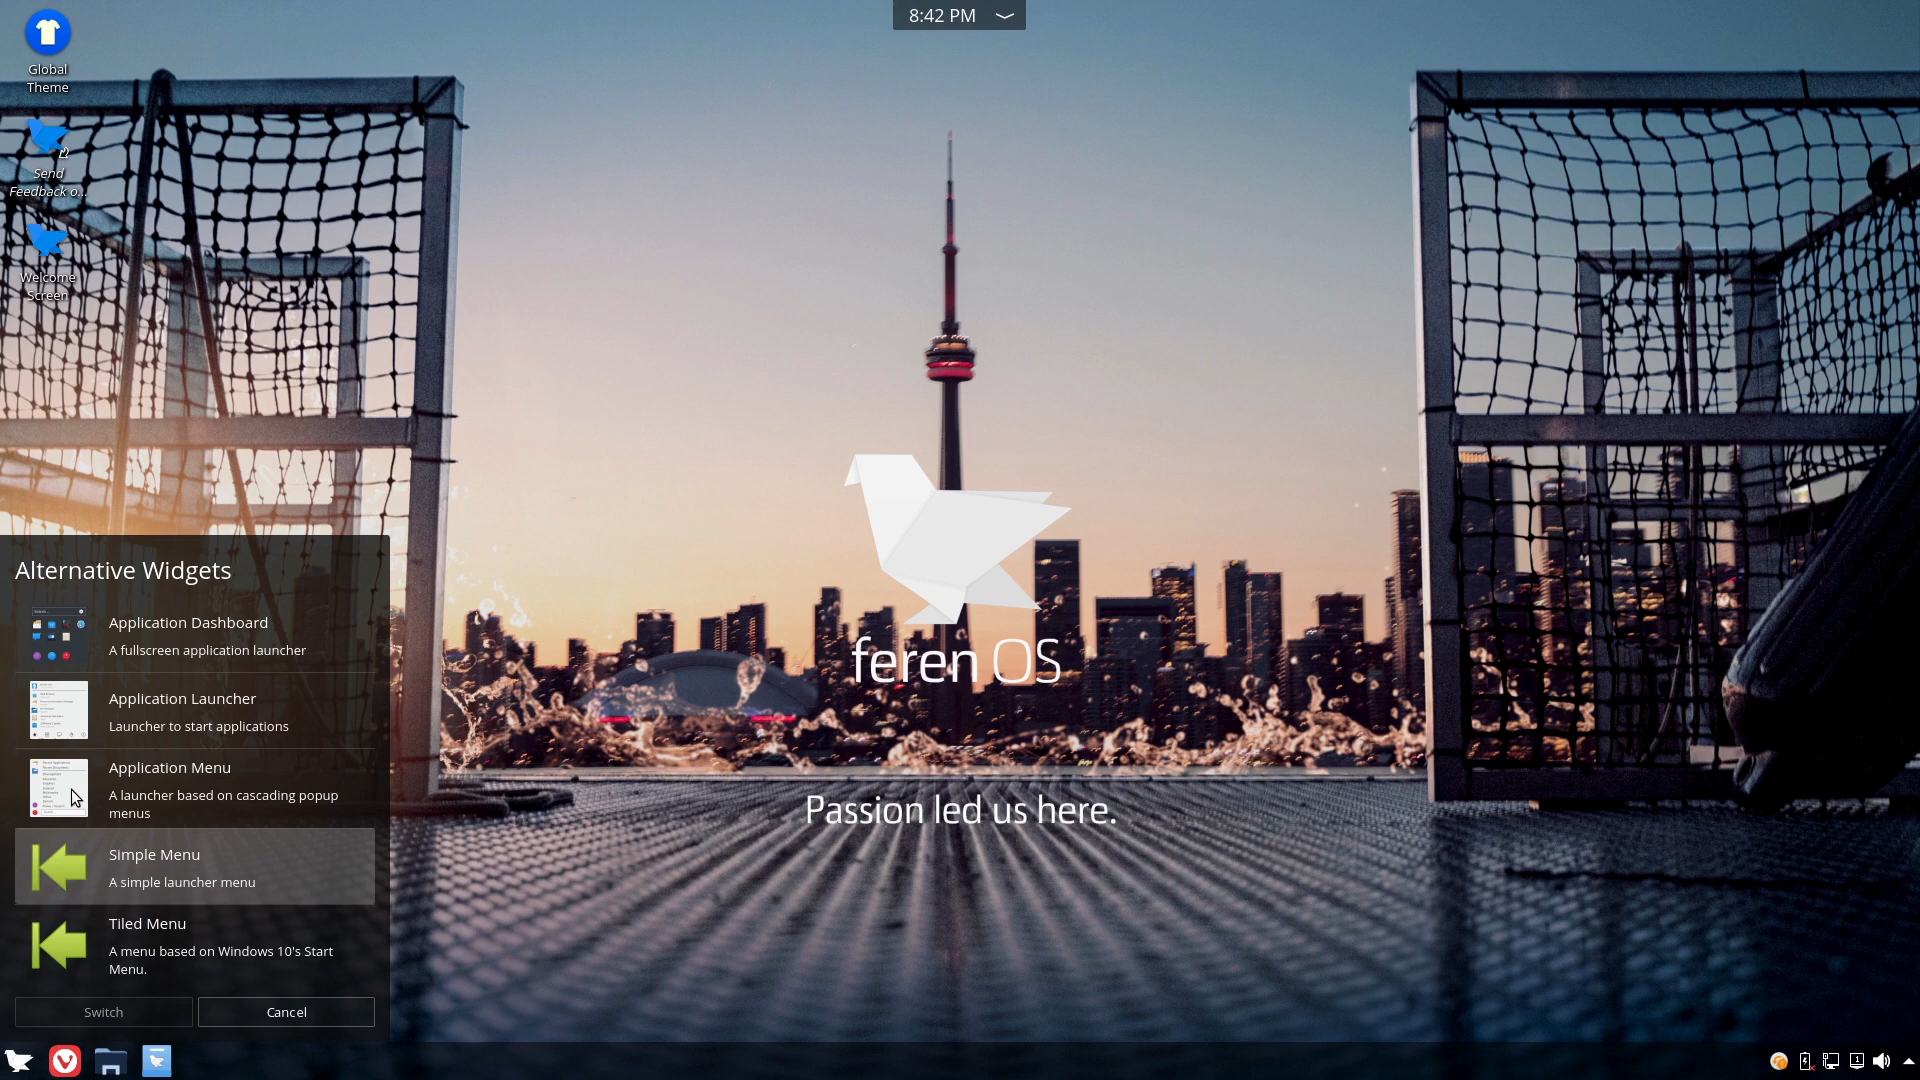 8:42 PM
Global
Theme
Send
Feedback o...
Welcome
Screen
feren OS
Passion led us here.
Alternative Widgets
Application Dashboard
A fullscreen application launcher
Application Launcher
Launcher to start applications
Application Menu
A launcher based on cascading popup
menus
Simple Menu
A simple launcher menu
Tiled Menu
A menu based on Windows 10's Start
Menu.
Switch
Cancel